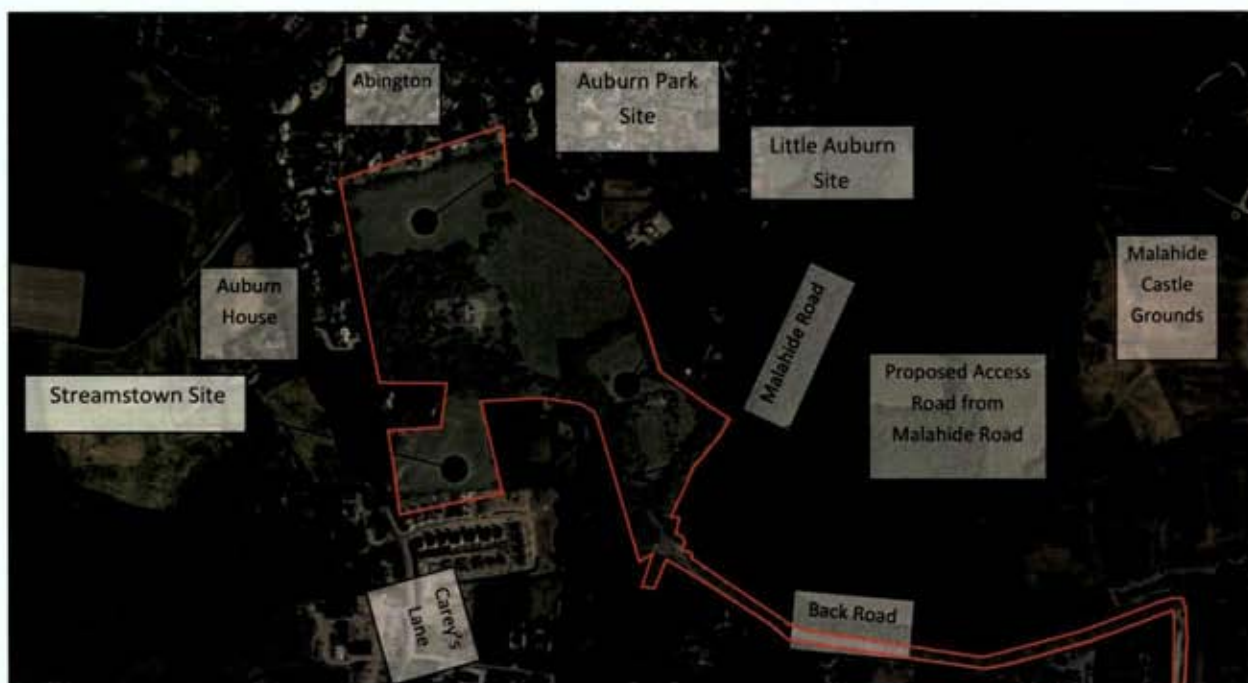 Abington
Auburn Park
Site
Little Auburn
Site
Malahide
Castle
Grounds
Auburn
House
Malahide Road
Streamstown Site
Proposed Access
Road from
Malahide Road
Carey's
Lane
Back Road